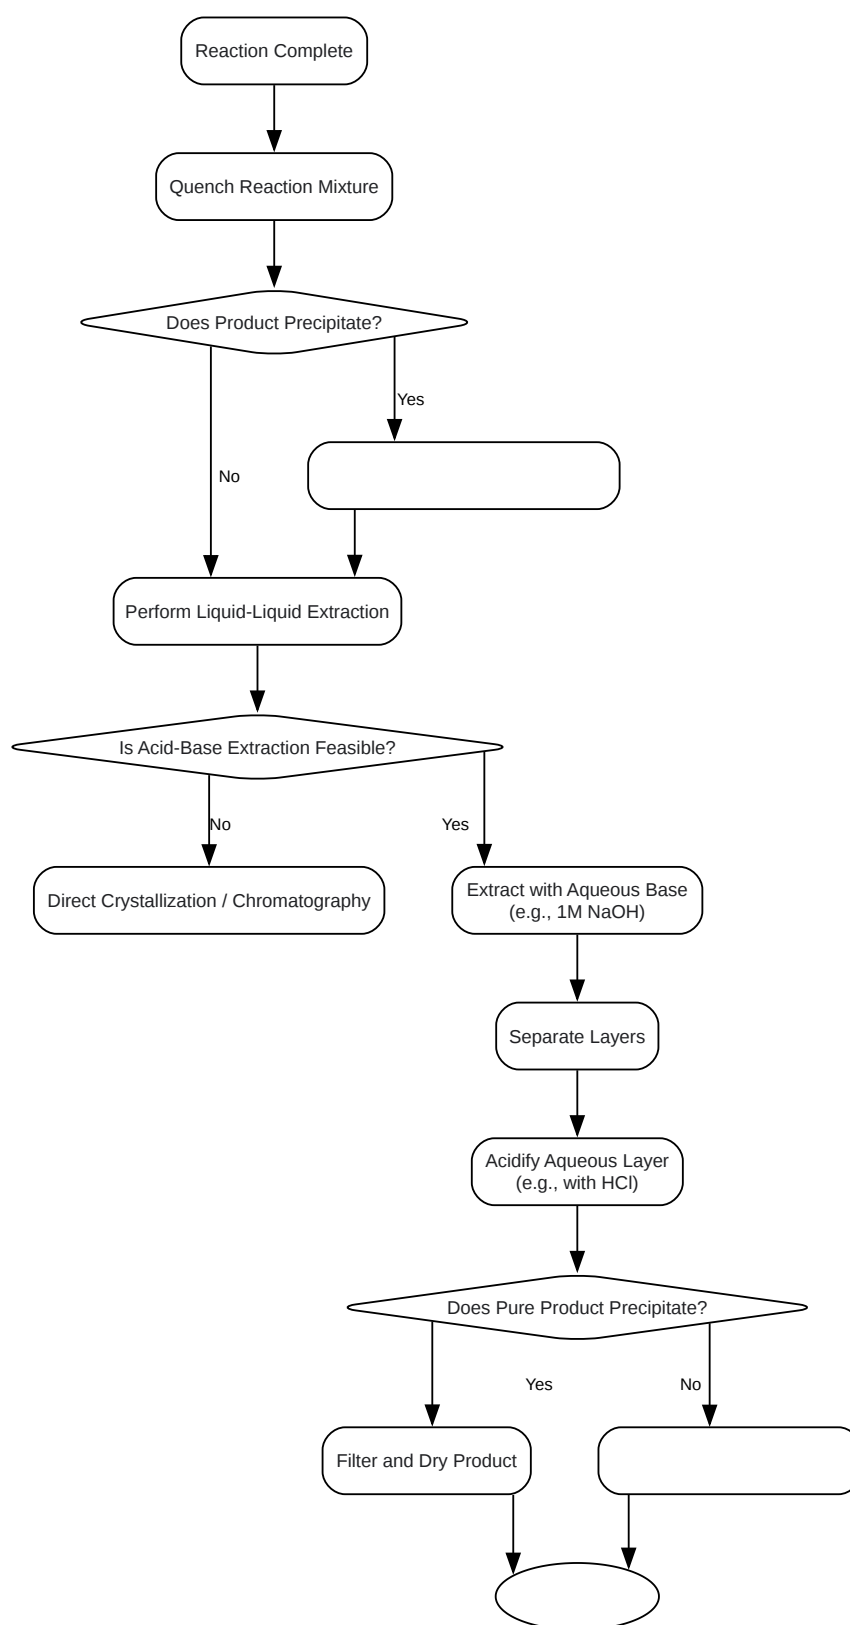 Reaction Complete
Quench Reaction Mixture
Does Product Precipitate?
Yes
No
Perform Liquid-Liquid Extraction
Is Acid-Base Extraction Feasible?
No
Yes
Direct Crystallization / Chromatography
Extract with Aqueous Base
(e.g., 1M NaOH)
Separate Layers
Acidify Aqueous Layer
(e.g., with HCl)
Does Pure Product Precipitate?
Yes
No
Filter and Dry Product